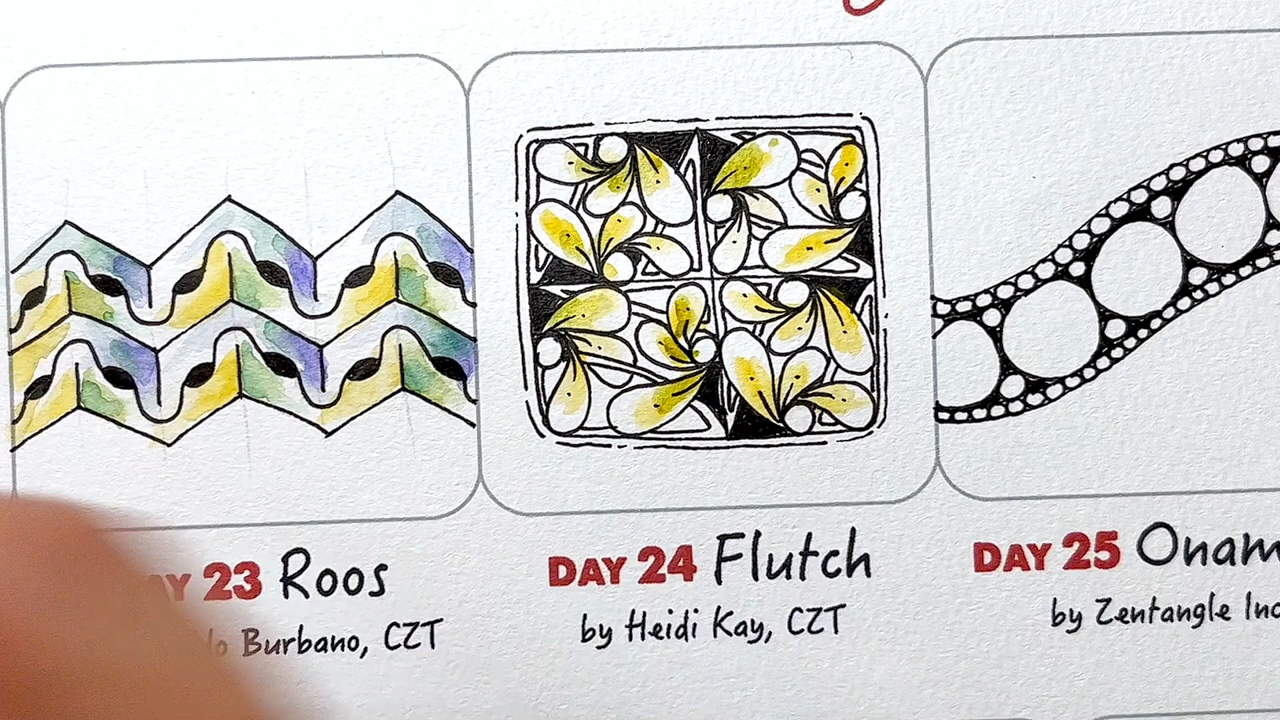 23 Roos
Burbano, CZT
DAY 24 Flutch
by Heidi Kay, CZT
DAY 25
by Zentangle